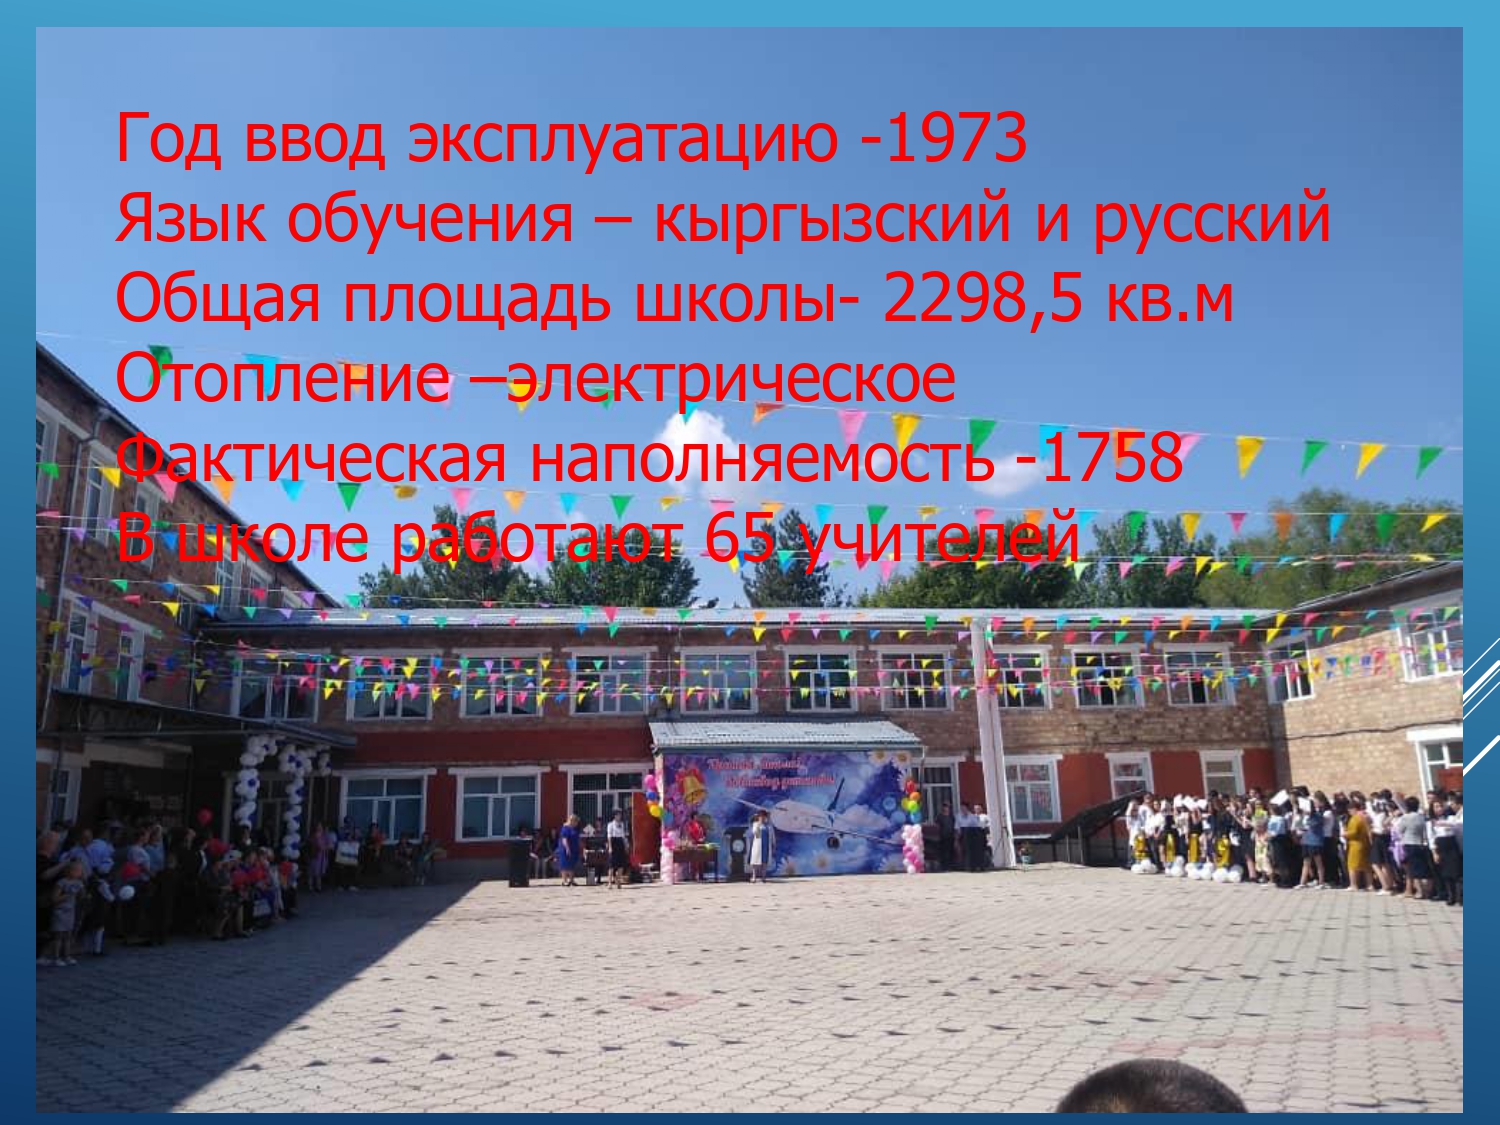 Год ввод эксплуатацию -1973
Язык обучения – кыргызский и русский
Общая площадь школы- 2298,5 кв.м
Отопление –электрическое
Фактическая наполняемость -1758
В школе работают 65 учителей